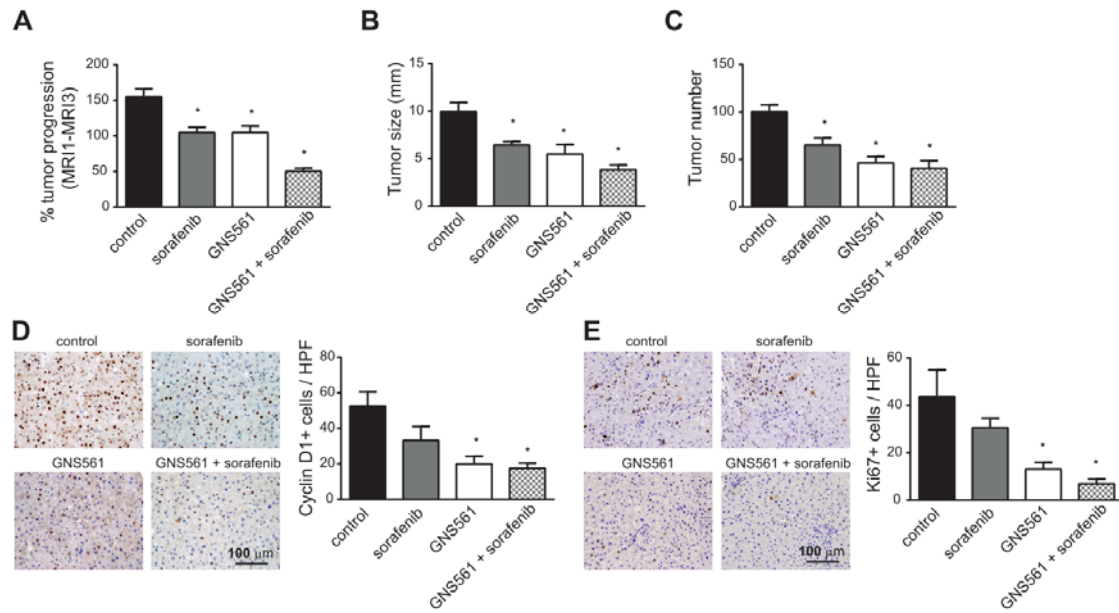 A
% tumor progression
(MRI1-MRI3)
200
150
100
50
0
control
sorafenib
GNS561
GNS561 + sorafenib
*
*
*
B
Tumor size (mm)
15
10
5
0
control
sorafenib
GNS561
GNS561 + sorafenib
*
*
*
C
Tumor number
150
100
50
0
control
sorafenib
GNS561
GNS561 + sorafenib
*
*
*
D
control
sorafenib
GNS561
GNS561 + sorafenib
100 µm
Cyclin D1+ cells / HPF
80
60
40
20
0
control
sorafenib
GNS561
GNS561 + sorafenib
*
*
E
control
sorafenib
GNS561
GNS561 + sorafenib
100 µm
Ki67+ cells / HPF
60
40
20
0
control
sorafenib
GNS561
GNS561 + sorafenib
*
*